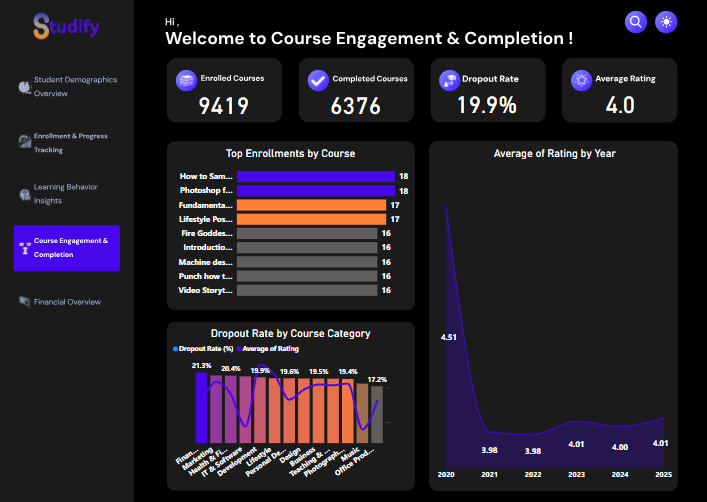 Studify
Student Demographics
Overview
Enrollment & Progress
Tracking
Learning Behavior
Insights
Course Engagement &
Completion
Financial Overview
Hi ,
Welcome to Course Engagement & Completion !
Enrolled Courses
9419
Completed Courses
6376
Dropout Rate
19.9%
Average Rating
4.0
Top Enrollments by Course
How to Sam... 18
Photoshop f... 18
Fundamenta... 17
Lifestyle Pos... 17
Fire Goddes... 16
Introductio... 16
Machine des... 16
Punch how t... 16
Video Storyt... 16
Dropout Rate by Course Category
Dropout Rate (%) Average of Rating
21.3% 20.4% 19.9% 19.6% 19.5% 19.4% 17.2%
Finan...
Marketing
Health & Fi...
IT & Software
Development
Lifestyle
Personal De...
Design
Business
Teaching & ...
Photograph...
Music
Office Prod...
Average of Rating by Year
4.51 3.98 3.98 4.01 4.00 4.01
2020 2021 2022 2023 2024 2025